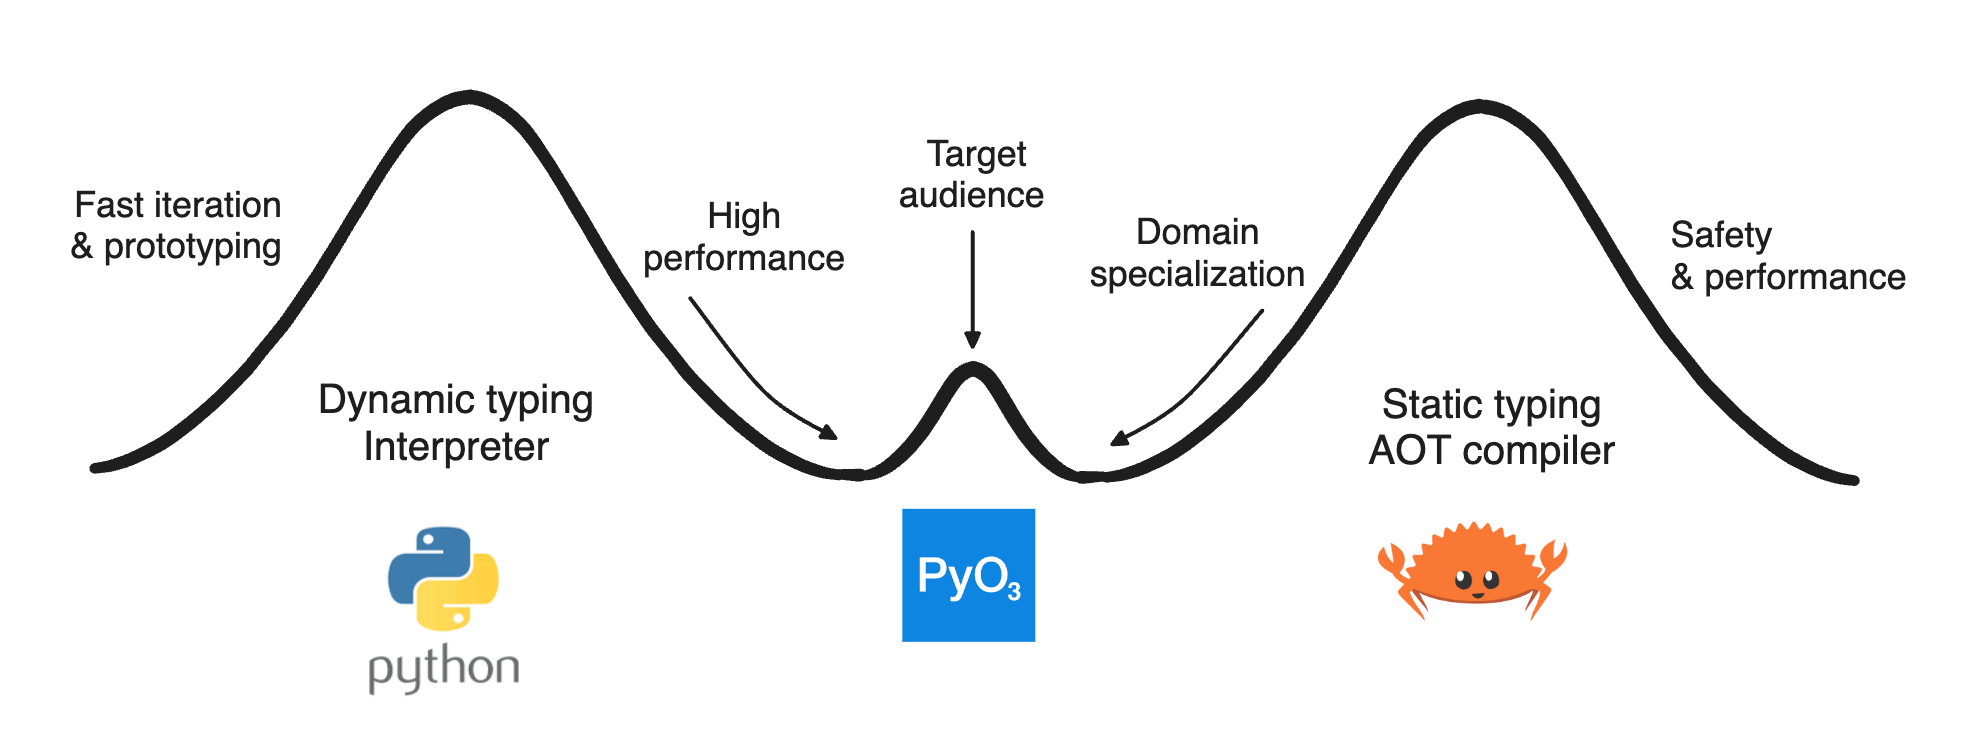 Fast iteration
& prototyping
High
performance
Target
audience
Domain
specialization
Safety
& performance
Dynamic typing
Interpreter
Static typing
AOT compiler
python
PyO₃